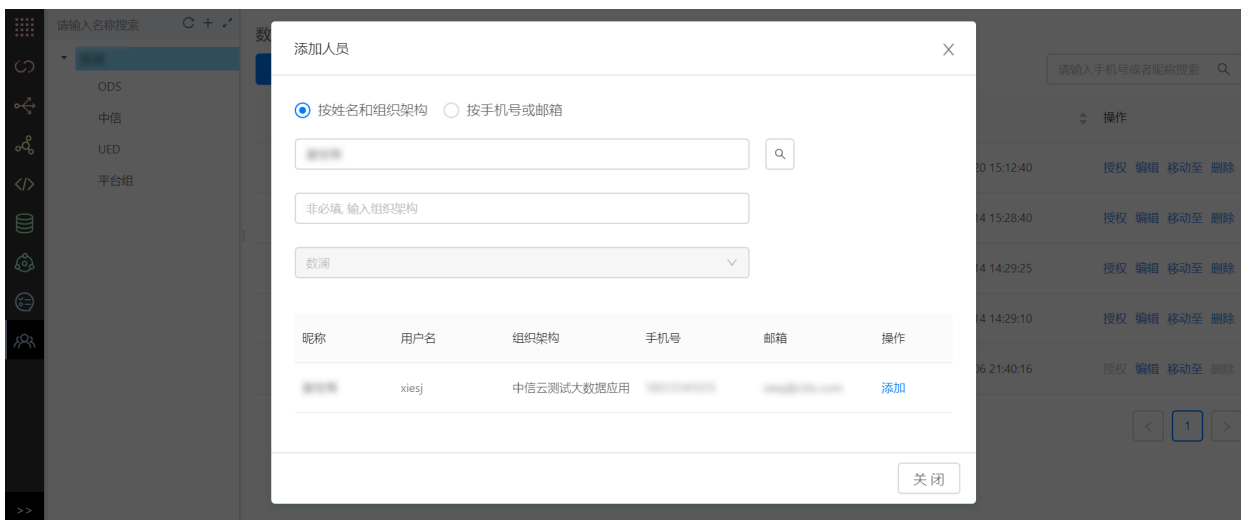 请输入名称搜索
数
添加人员
请输入手机号或者昵称搜索
ODS
中信
UED
平台组
按姓名和组织架构 按手机号或邮箱
操作
非必填, 输入组织架构
数澜
20 15:12:40 授权 编辑 移动至 删除
14 15:28:40 授权 编辑 移动至 删除
14 14:29:25 授权 编辑 移动至 删除
14 14:29:10 授权 编辑 移动至 删除
06 21:40:16 授权 编辑 移动至 删除
昵称 用户名 组织架构 手机号 邮箱 操作
xiesj 中信云测试大数据应用 添加
< 1 >
关 闭
>>